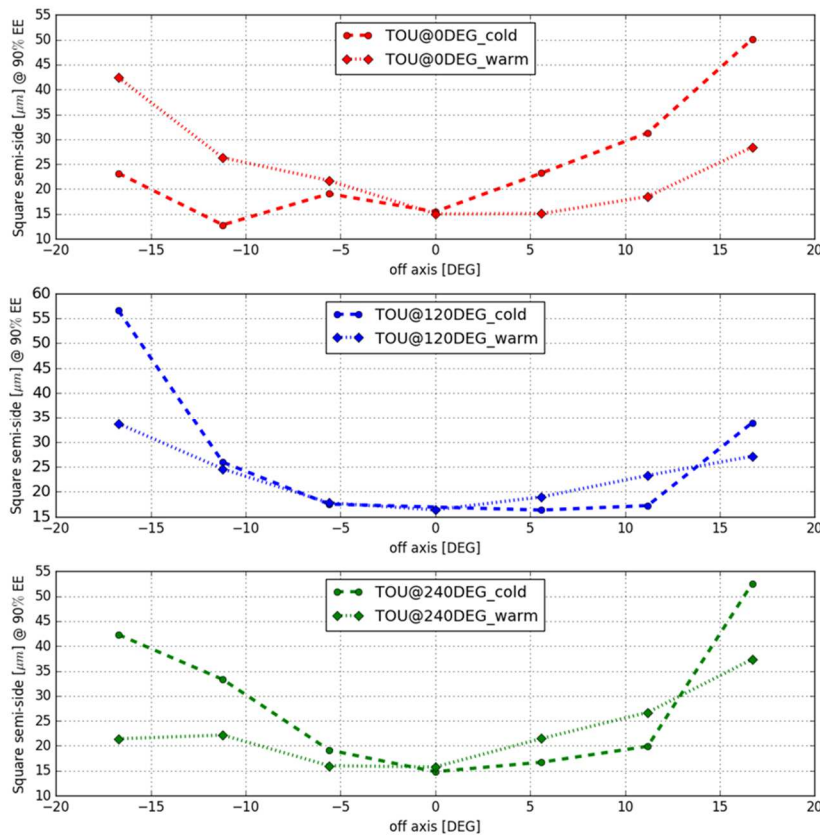 55
50
45
40
35
30
25
20
15
10
Square semi-side [μm] @ 90% EE
TOU@0DEG_cold
TOU@0DEG_warm
−20 −15 −10 −5 0 5 10 15 20
off axis [DEG]
60
55
50
45
40
35
30
25
20
15
Square semi-side [μm] @ 90% EE
TOU@120DEG_cold
TOU@120DEG_warm
−20 −15 −10 −5 0 5 10 15 20
off axis [DEG]
55
50
45
40
35
30
25
20
15
10
Square semi-side [μm] @ 90% EE
TOU@240DEG_cold
TOU@240DEG_warm
−20 −15 −10 −5 0 5 10 15 20
off axis [DEG]